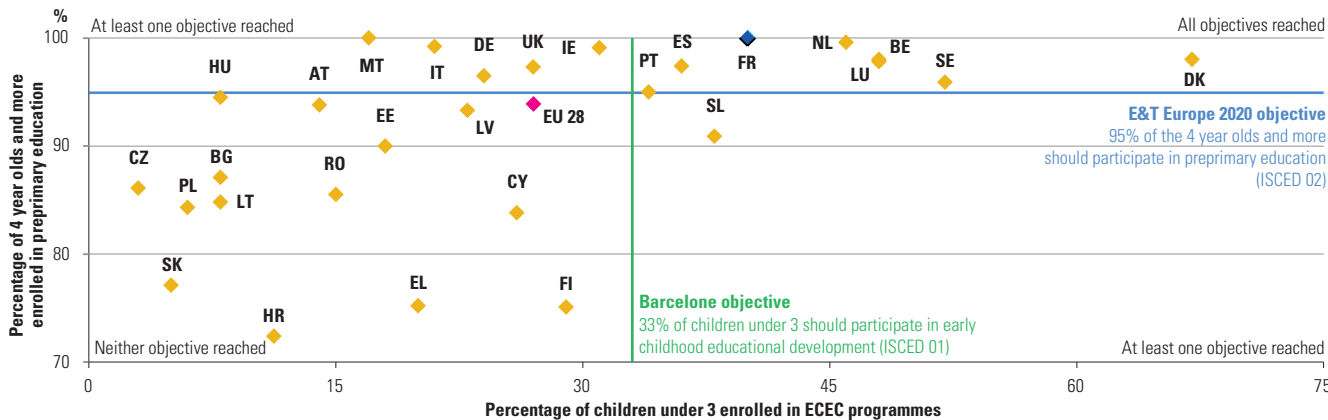 %
At least one objective reached
All objectives reached
Percentage of 4 year olds and more
enrolled in preprimary education
100
90
80
70
HU
AT
MT
IT
DE
UK
IE
PT
ES
FR
NL
LU
BE
SE
DK
CZ
PL
BG
LT
RO
EE
LV
EU 28
SL
CY
SK
HR
EL
FI
E&T Europe 2020 objective
95% of the 4 year olds and more
should participate in preprimary education
(ISCED 02)
Barcelone objective
33% of children under 3 should participate in early
childhood educational development (ISCED 01)
Neither objective reached
At least one objective reached
0
15
30
45
60
75
Percentage of children under 3 enrolled in ECEC programmes